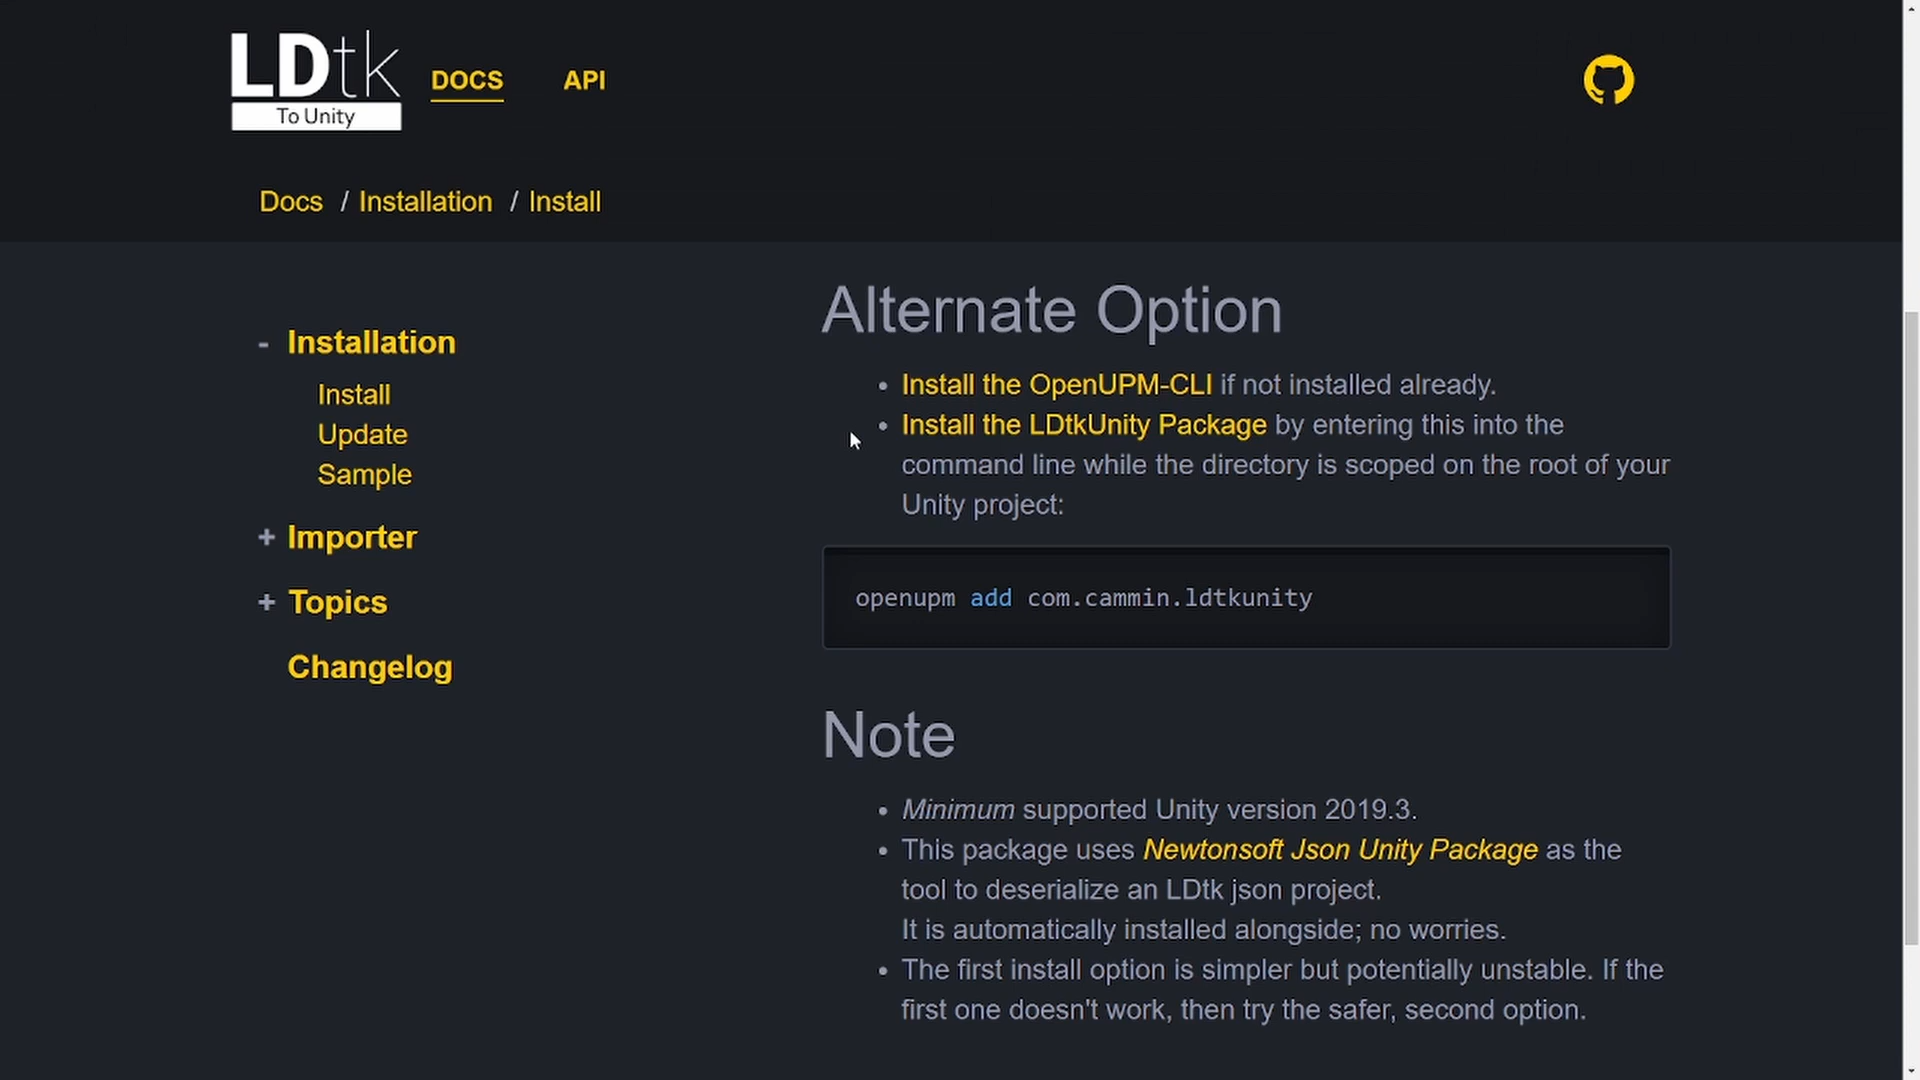 LDtk
To Unity
DOCS
API
Docs / Installation / Install
- Installation
Install
Update
Sample
+ Importer
+ Topics
Changelog
Alternate Option
• Install the OpenUPM-CLI if not installed already.
• Install the LDtkUnity Package by entering this into the
command line while the directory is scoped on the root of your
Unity project:
openupm add com.cammin.ldtkunity
Note
• Minimum supported Unity version 2019.3.
• This package uses Newtonsoft Json Unity Package as the
tool to deserialize an LDtk json project.
It is automatically installed alongside; no worries.
• The first install option is simpler but potentially unstable. If the
first one doesn't work, then try the safer, second option.